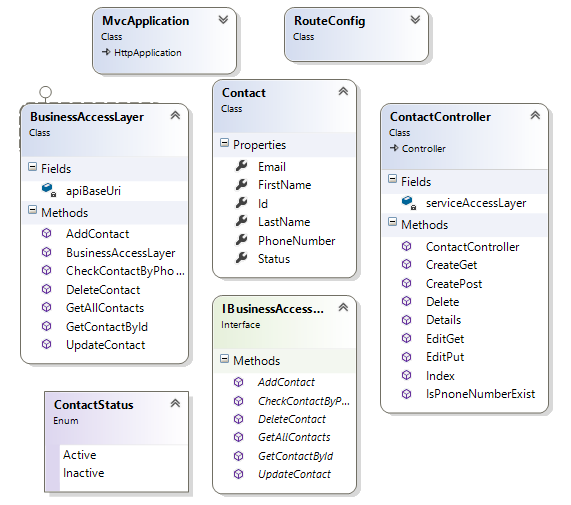 MvcApplication
Class
HttpApplication
RouteConfig
Class
BusinessAccessLayer
Class
Fields
apiBaseUri
Methods
AddContact
BusinessAccessLayer
CheckContactByPho...
DeleteContact
GetAllContacts
GetContactById
UpdateContact
Contact
Class
Properties
Email
FirstName
Id
LastName
PhoneNumber
Status
ContactController
Class
Controller
Fields
serviceAccessLayer
Methods
ContactController
CreateGet
CreatePost
Delete
Details
EditGet
EditPut
Index
IsPnoneNumberExist
IBusinessAccess...
Interface
Methods
AddContact
CheckContactByP...
DeleteContact
GetAllContacts
GetContactById
UpdateContact
ContactStatus
Enum
Active
Inactive